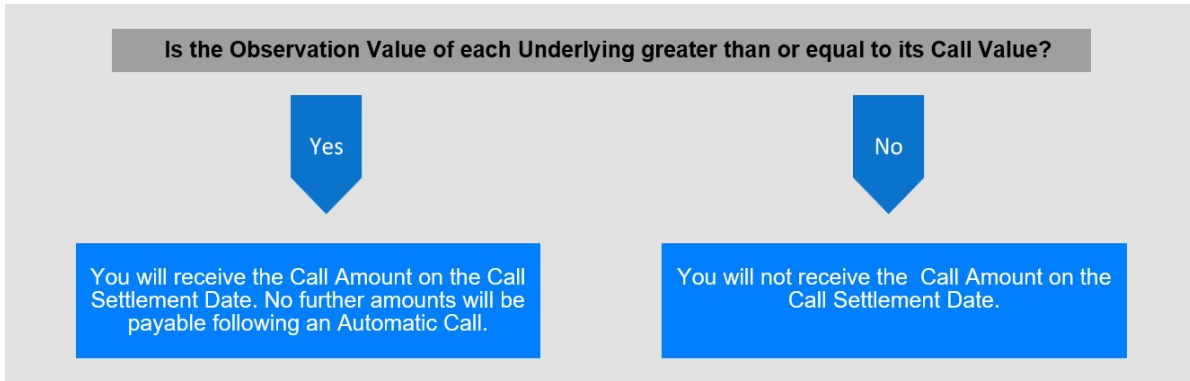 Is the Observation Value of each Underlying greater than or equal to its Call Value?
Yes
No
You will receive the Call Amount on the Call
Settlement Date. No further amounts will be
payable following an Automatic Call.
You will not receive the  Call Amount on the
Call Settlement Date.